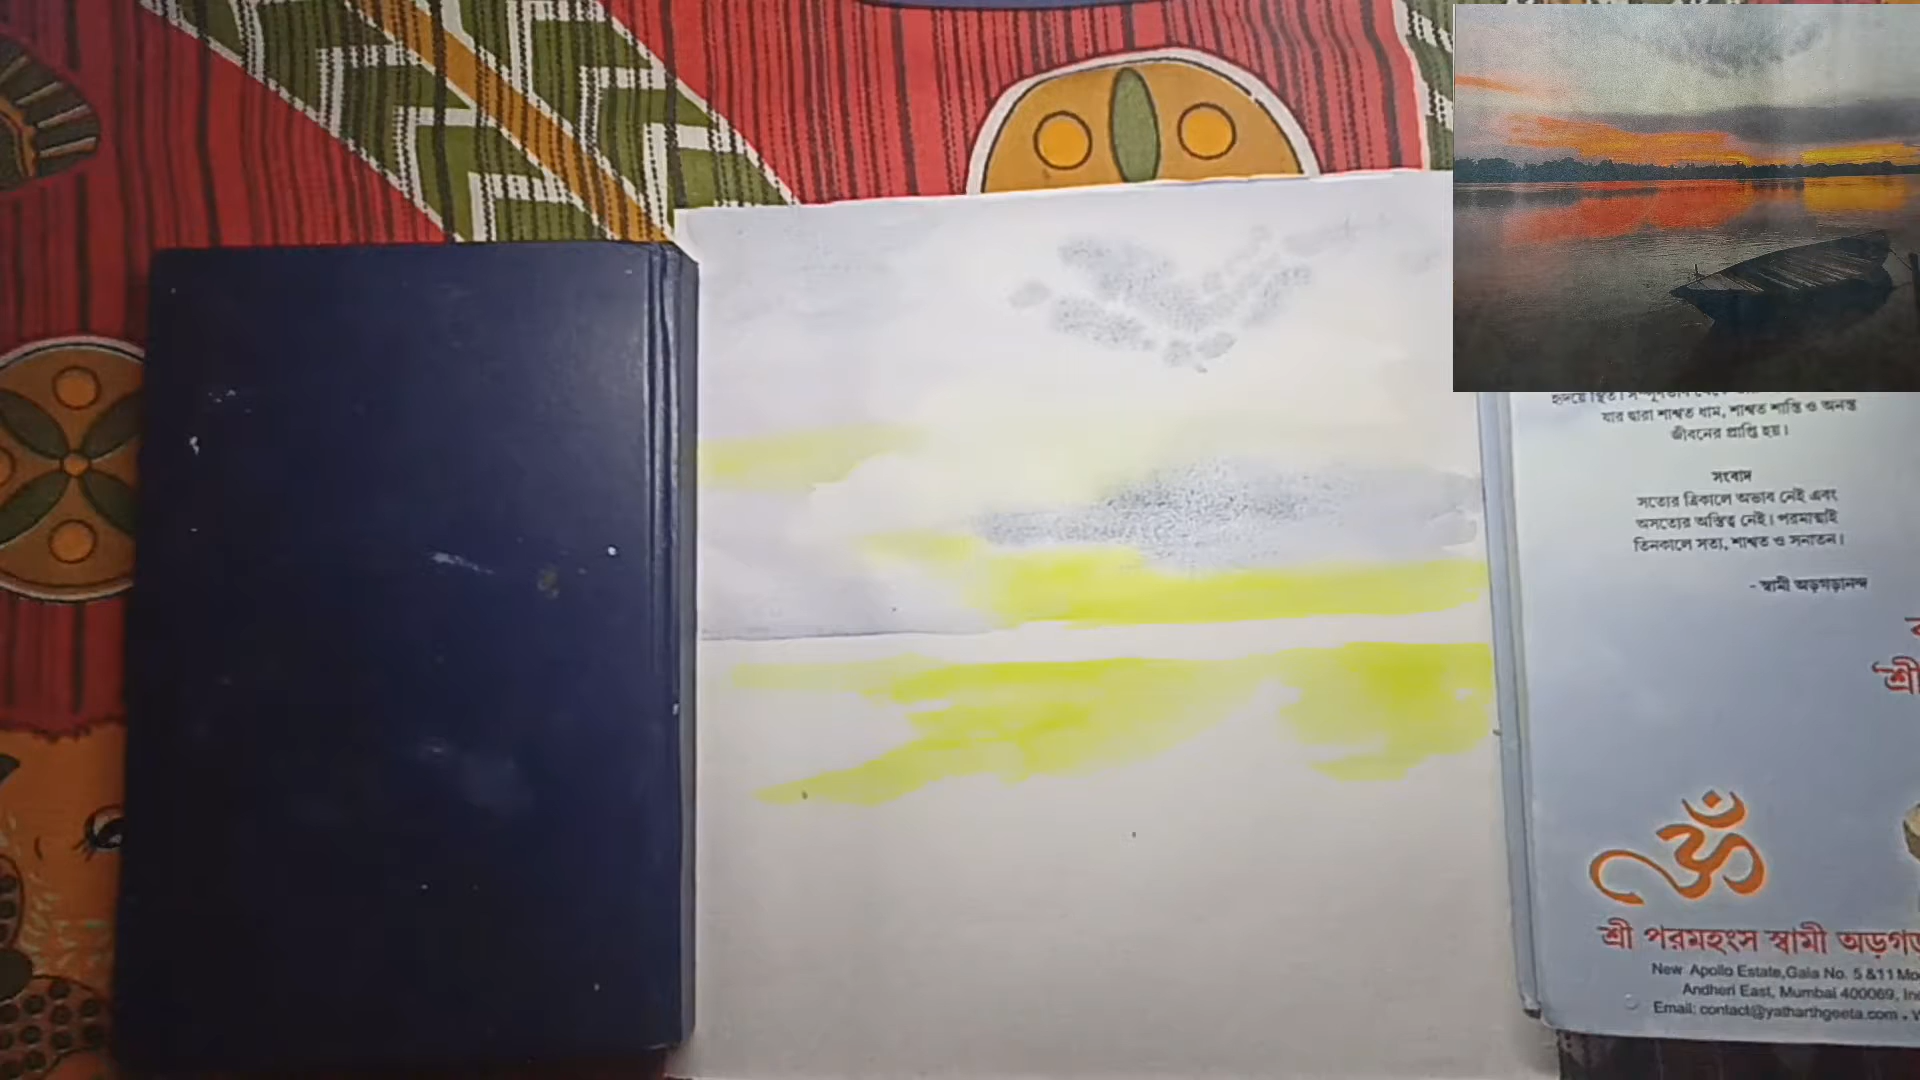 যার দ্বারা শাশ্বত ধাম, শাশ্বত শান্তি ও অনন্ত
জীবনের প্রাপ্তি হয়।
সংবাদ
সত্যের ত্রিকালে অভাব নেই এবং
অসত্যের অস্তিত্ব নেই। পরমাত্মাই
তিনকালে সত্য, শাশ্বত ও সনাতন।
- স্বামী অড়গড়ানন্দ
ॐ
শ্রী পরমহংস স্বামী
New Apollo Estate, Gala No. 5 &11
Andheri East, Mumbai 400069,
Email: contact@yatharthgeeta.com